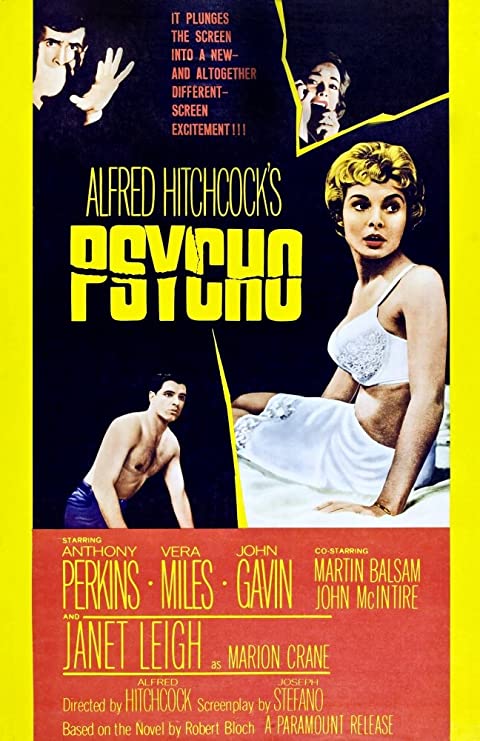 IT PLUNGES
THE SCREEN
INTO A NEW—
AND ALTOGETHER
DIFFERENT—
SCREEN
EXCITEMENT!!!
ALFRED HITCHCOCK'S
PSYCHO
STARRING
ANTHONY PERKINS · VERA MILES · JOHN GAVIN
CO-STARRING
MARTIN BALSAM
JOHN McINTIRE
AND
JANET LEIGH as MARION CRANE
Directed by ALFRED HITCHCOCK Screenplay by JOSEPH STEFANO
Based on the Novel by Robert Bloch A PARAMOUNT RELEASE